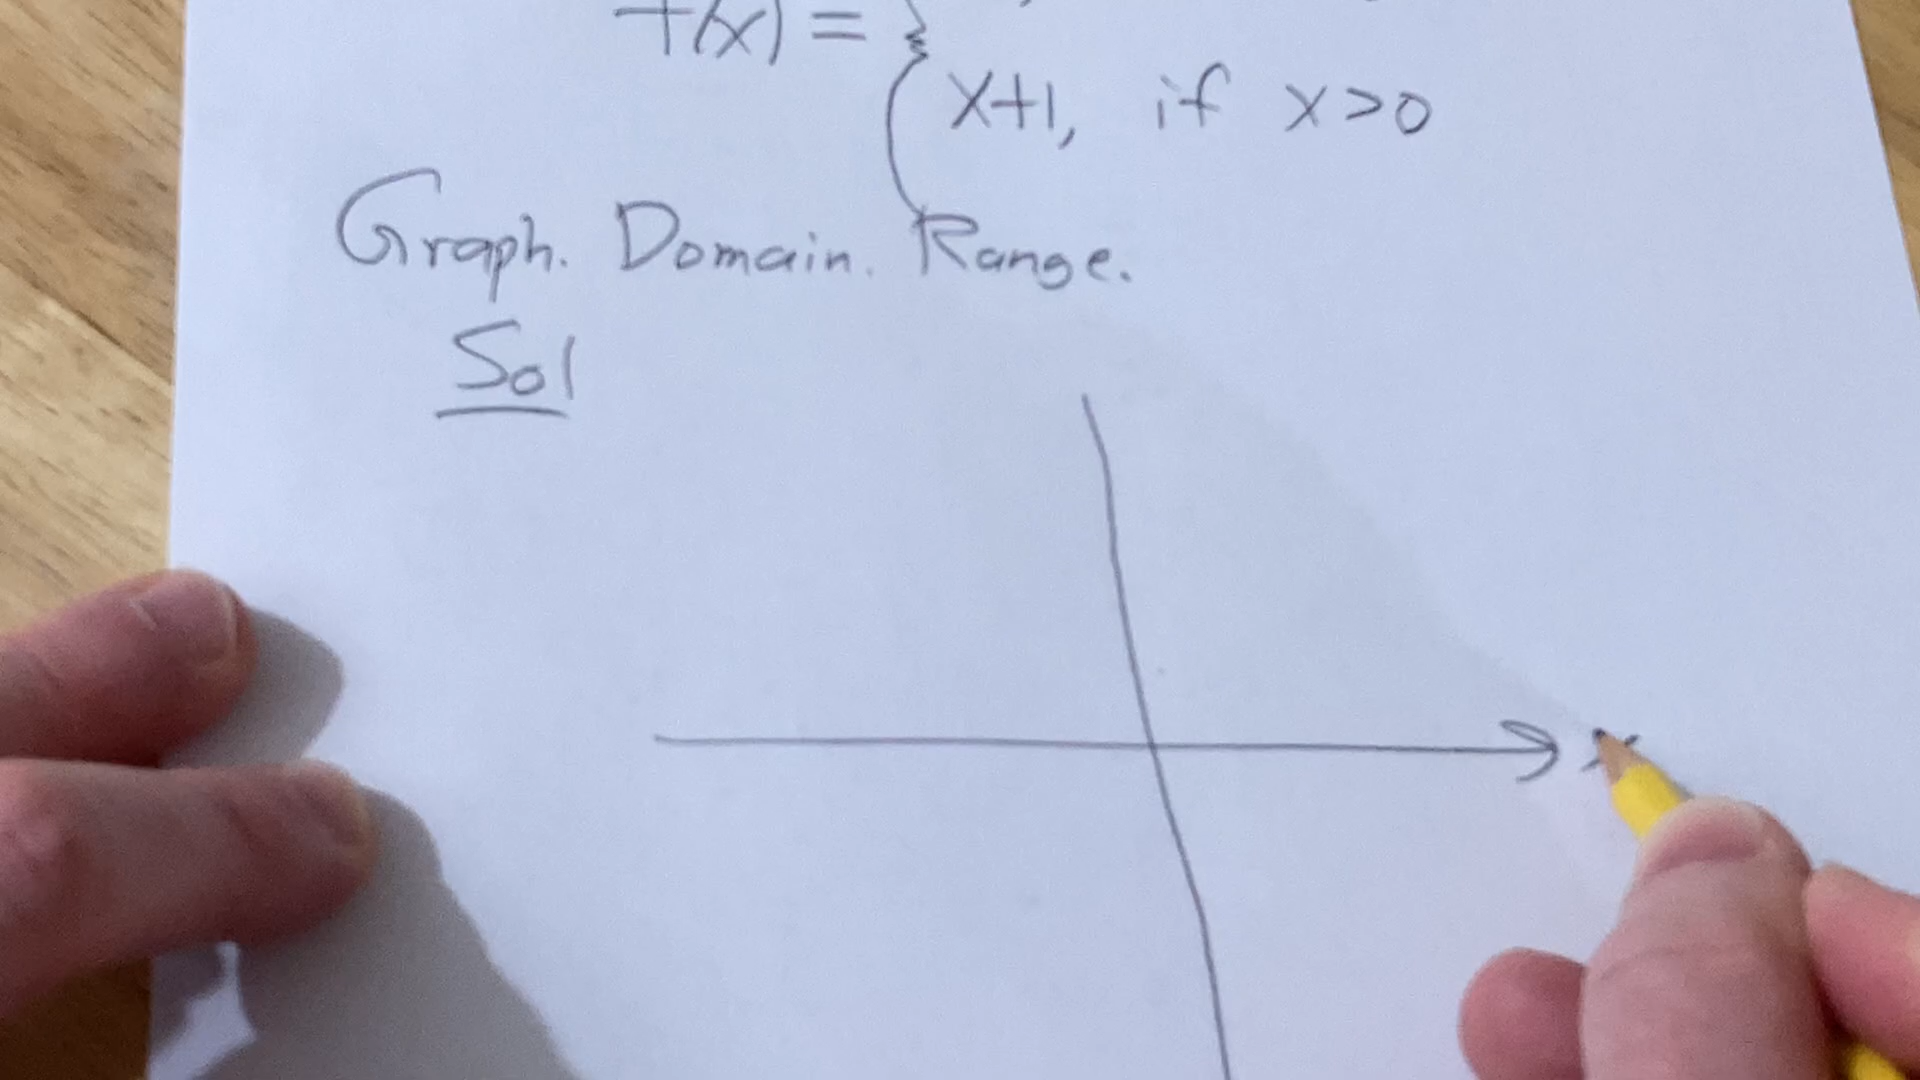 f(x) = {
x+1, if x>0
Graph. Domain. Range.
Sol
x